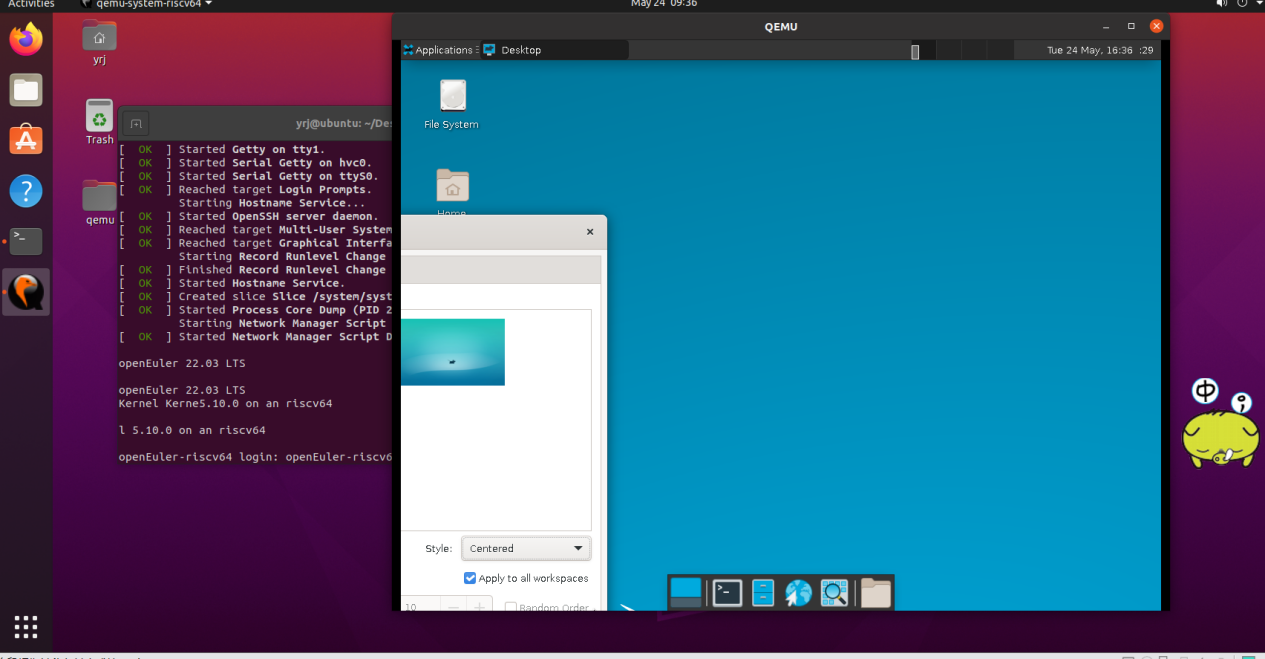 Activities
qemu-system-riscv64
May 24 09:36
yrj
Trash
qemu
yrj@ubuntu: ~/Des
[ OK ] Started Getty on tty1.
[ OK ] Started Serial Getty on hvc0.
[ OK ] Started Serial Getty on ttyS0.
[ OK ] Reached target Login Prompts.
Starting Hostname Service...
[ OK ] Started OpenSSH server daemon.
[ OK ] Reached target Multi-User System
[ OK ] Reached target Graphical Interfa
Starting Record Runlevel Change
[ OK ] Finished Record Runlevel Change
[ OK ] Started Hostname Service.
[ OK ] Created slice Slice /system/syst
[ OK ] Started Process Core Dump (PID 2
Starting Network Manager Script
[ OK ] Started Network Manager Script D
openEuler 22.03 LTS
openEuler 22.03 LTS
Kernel Kerne5.10.0 on an riscv64
l 5.10.0 on an riscv64
openEuler-riscv64 login: openEuler-riscv6
QEMU
Applications
Desktop
Tue 24 May, 16:36 :29
File System
Home
Style:
Centered
Apply to all workspaces
10
Random Order
中